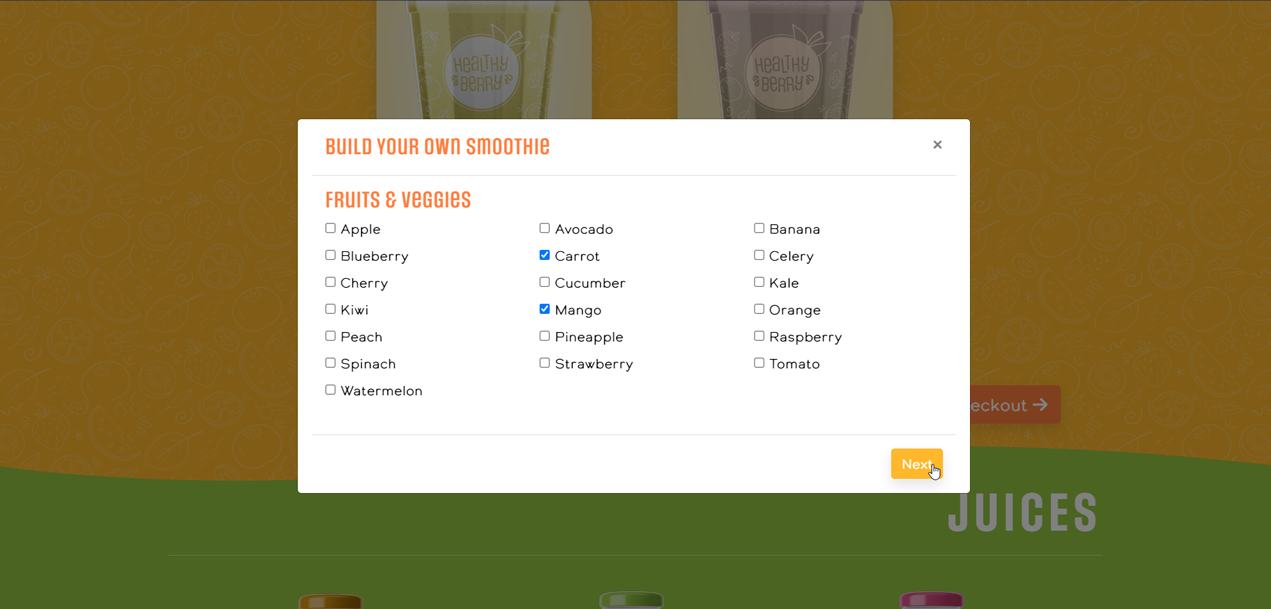 HEALTHY
BERRY
HEALTHY
BERRY
BUILD YOUR OWN SMOOTHIE
×
FRUITS & VEGGIES
Apple
Avocado
Banana
Blueberry
Carrot
Celery
Cherry
Cucumber
Kale
Kiwi
Mango
Orange
Peach
Pineapple
Raspberry
Spinach
Strawberry
Tomato
Watermelon
eckout →
Next
JUICES